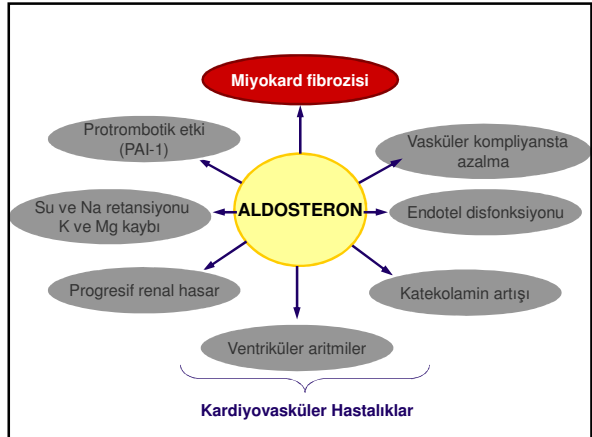 Miyokard fibrozisi
Protrombotik etki
(PAI-1)
Vasküler kompliyansta
azalma
Su ve Na retansiyonu
K ve Mg kaybı
ALDOSTERON
Endotel disfonksiyonu
Progresif renal hasar
Katekolamin artışı
Ventriküler aritmiler
Kardiyovasküler Hastalıklar